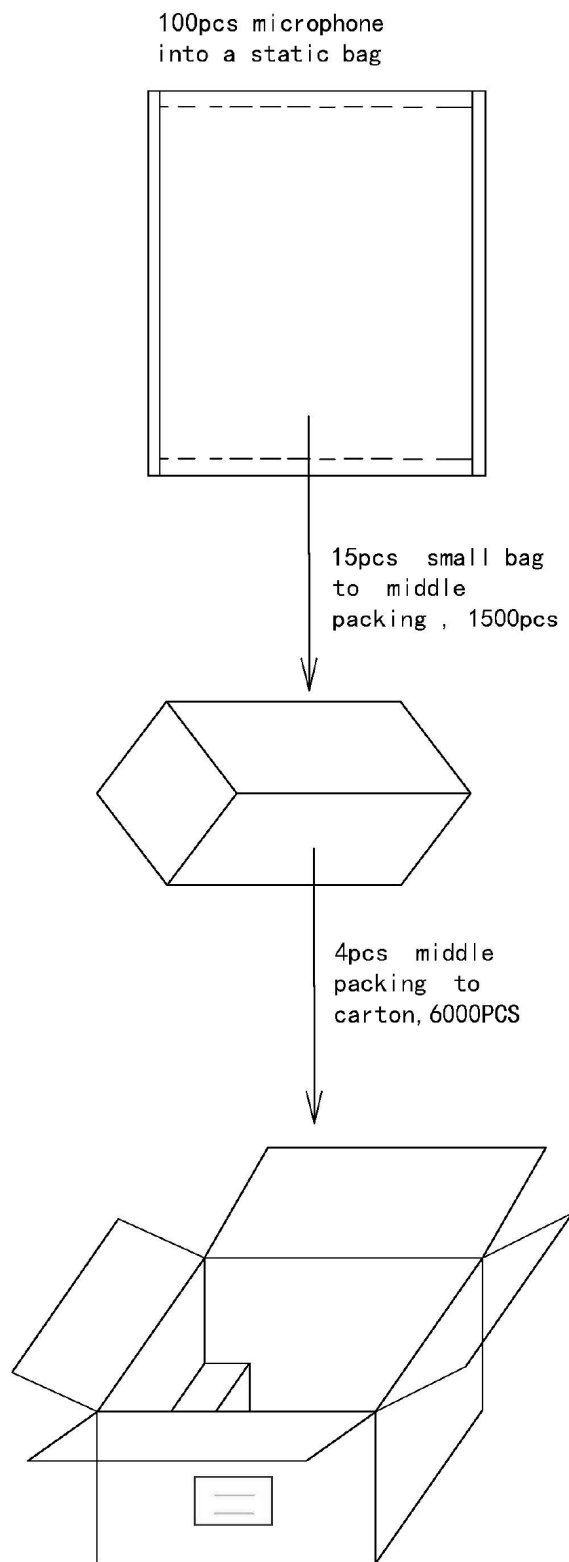 100pcs microphone
into a static bag
15pcs small bag
to middle
packing , 1500pcs
4pcs middle
packing to
carton, 6000PCS